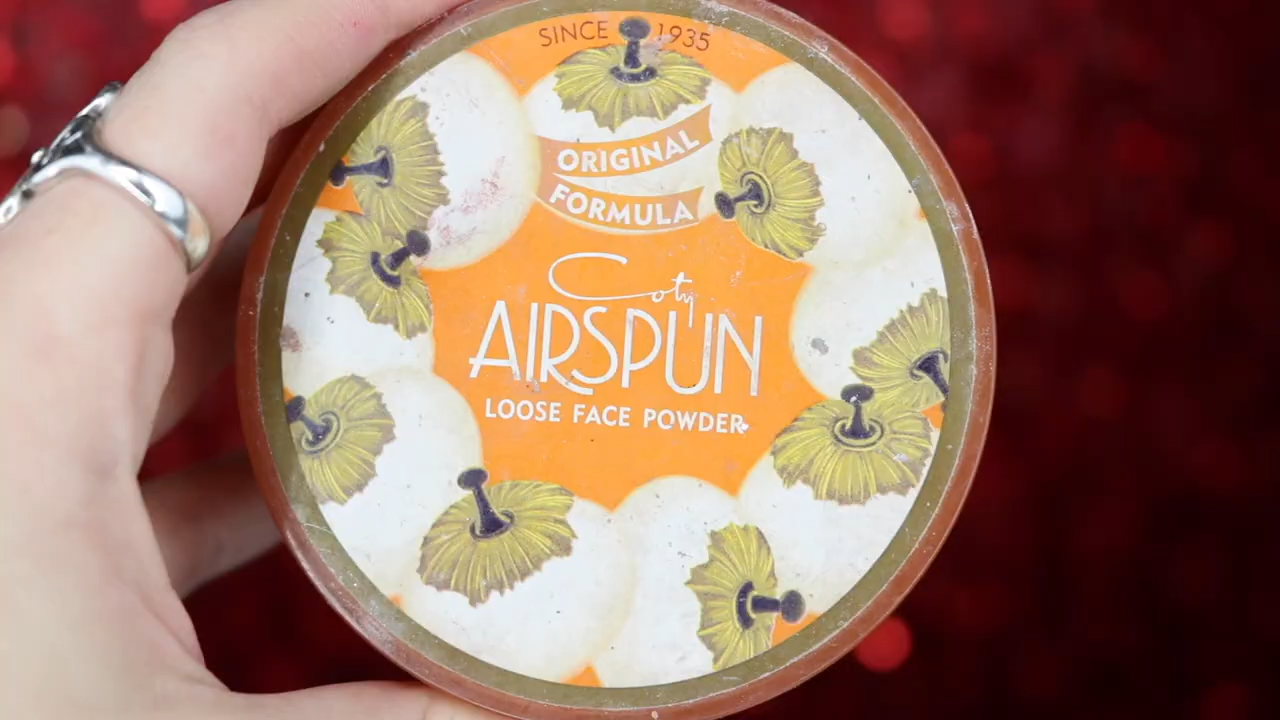 SINCE 1935
ORIGINAL
FORMULA
Coty
AIRSPUN
LOOSE FACE POWDER